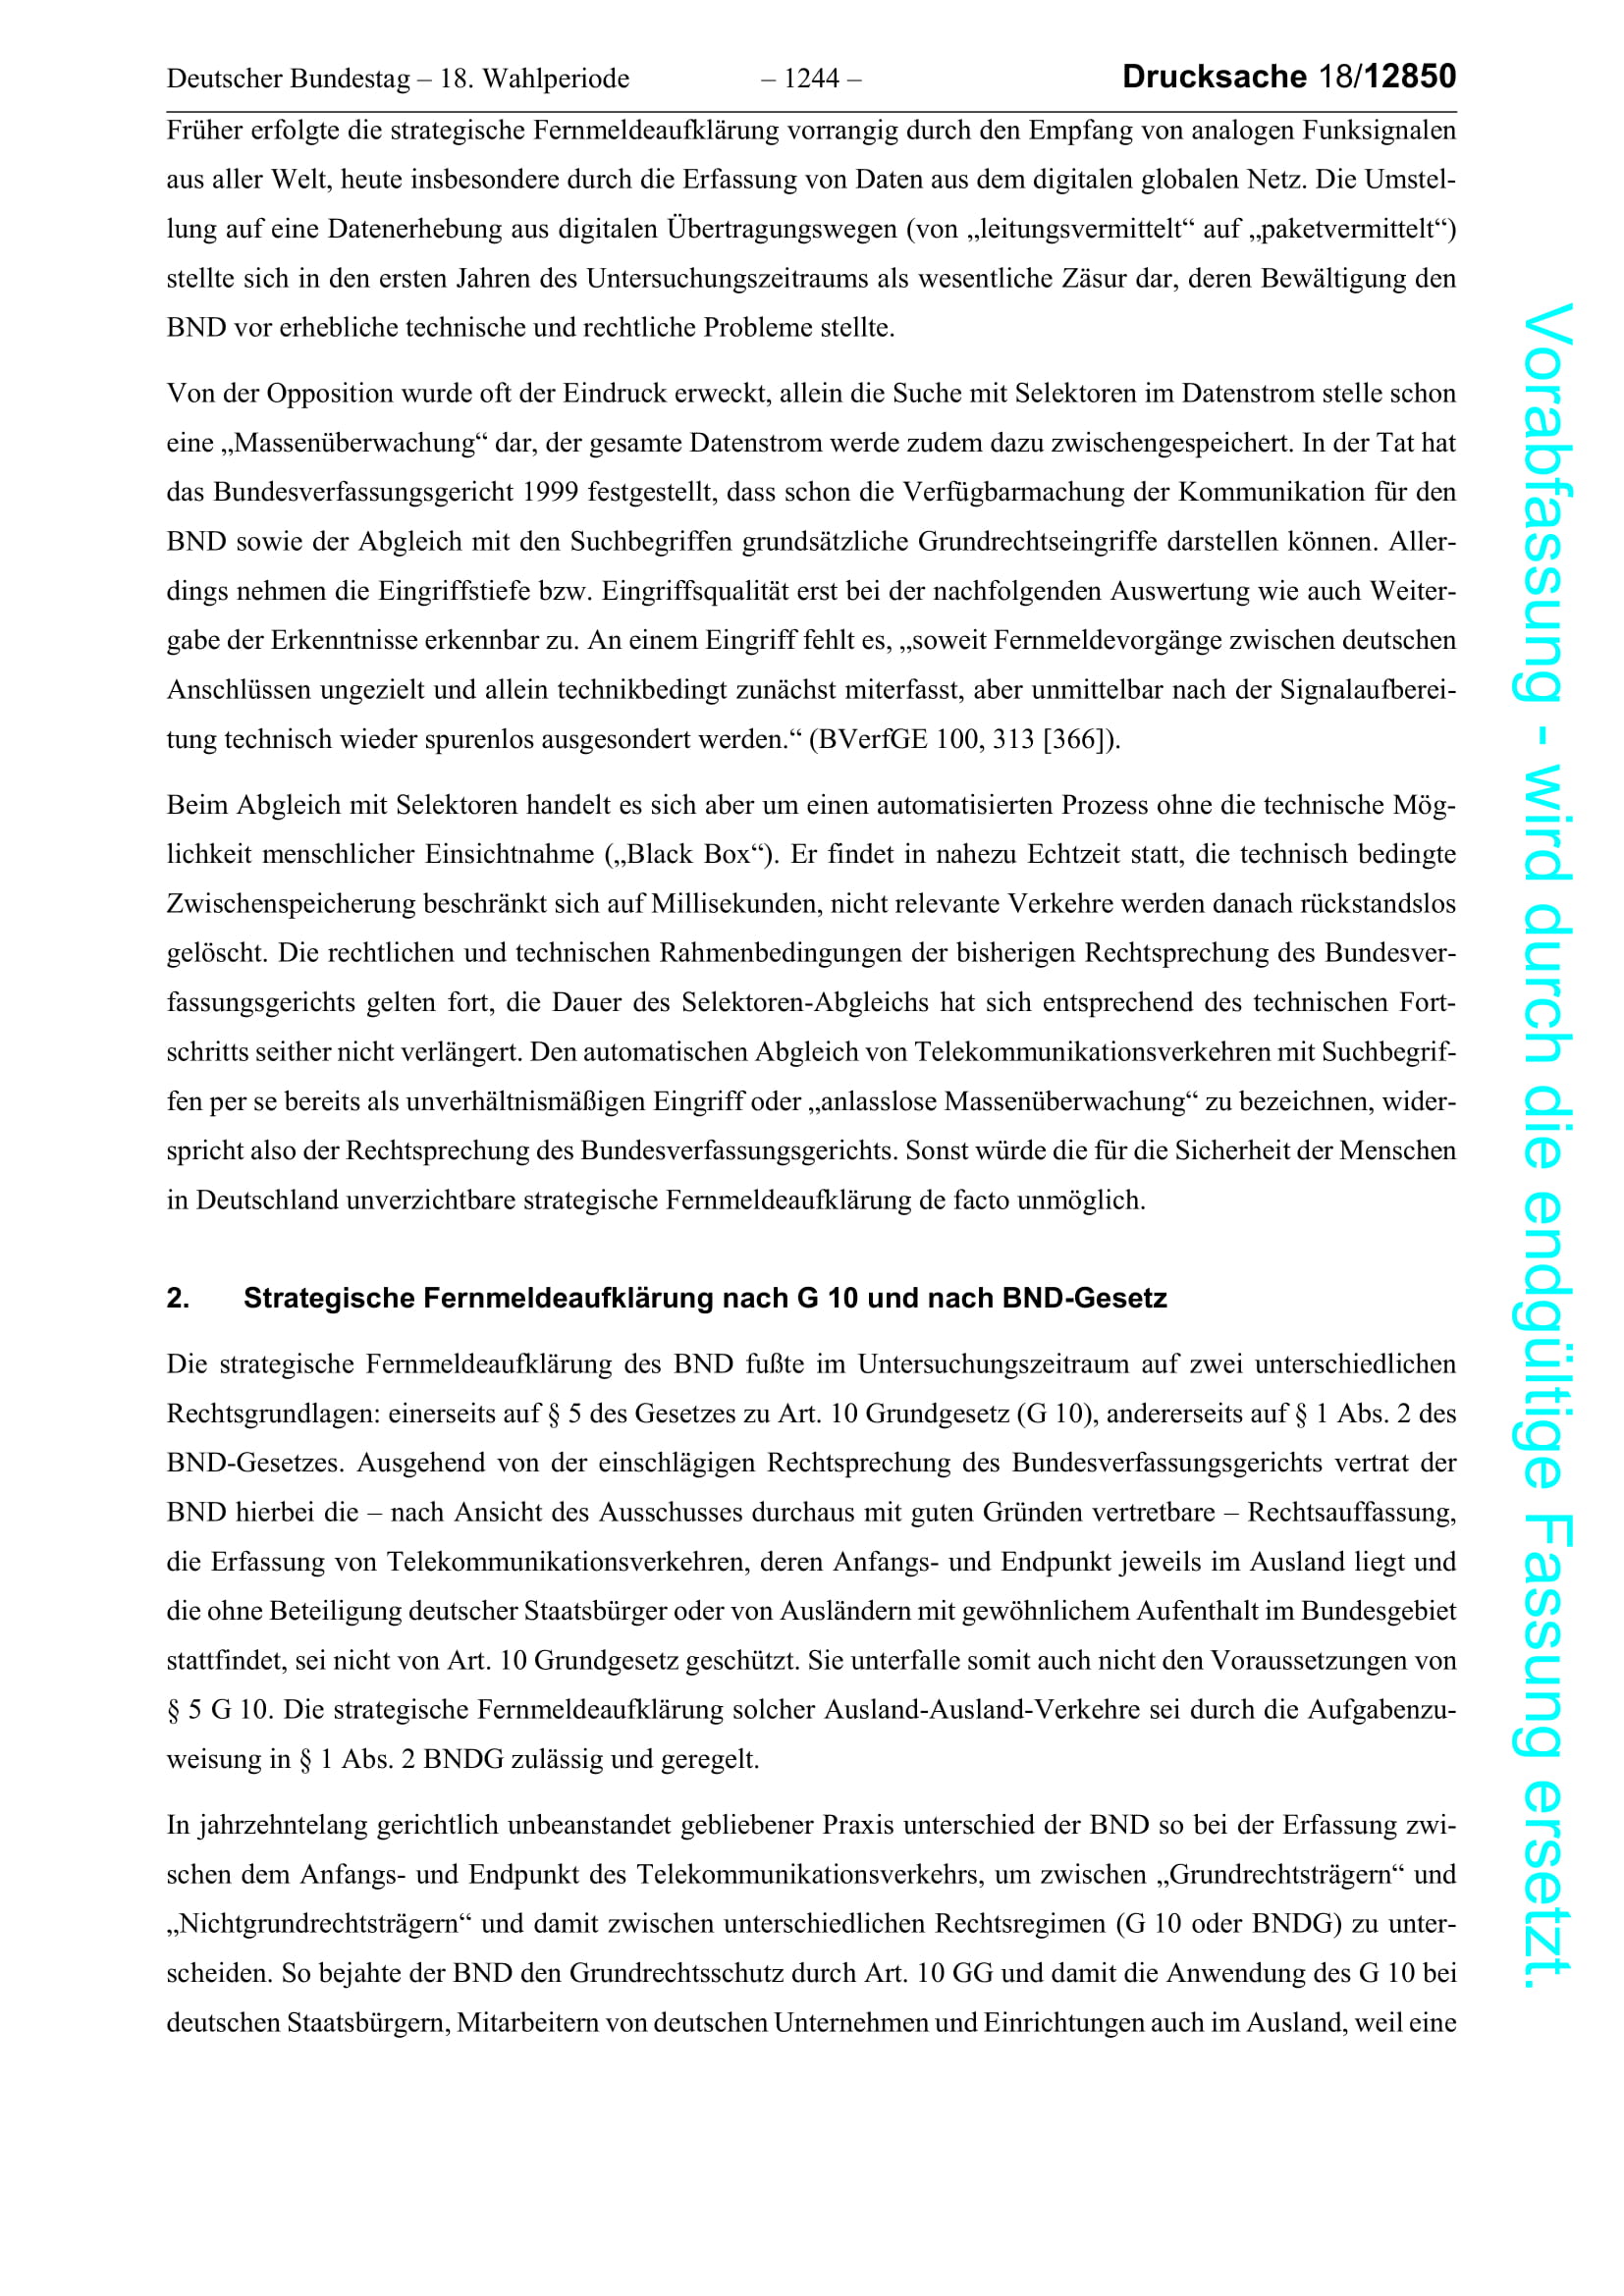 Deutscher Bundestag – 18. Wahlperiode – 1244 – Drucksache 18/12850
Früher erfolgte die strategische Fernmeldeaufklärung vorrangig durch den Empfang von analogen Funksignalen
aus aller Welt, heute insbesondere durch die Erfassung von Daten aus dem digitalen globalen Netz. Die Umstel-
lung auf eine Datenerhebung aus digitalen Übertragungswegen (von „leitungsvermittelt“ auf „paketvermittelt“)
stellte sich in den ersten Jahren des Untersuchungszeitraums als wesentliche Zäsur dar, deren Bewältigung den
BND vor erhebliche technische und rechtliche Probleme stellte.
Von der Opposition wurde oft der Eindruck erweckt, allein die Suche mit Selektoren im Datenstrom stelle schon
eine „Massenüberwachung“ dar, der gesamte Datenstrom werde zudem dazu zwischengespeichert. In der Tat hat
das Bundesverfassungsgericht 1999 festgestellt, dass schon die Verfügbarmachung der Kommunikation für den
BND sowie der Abgleich mit den Suchbegriffen grundsätzliche Grundrechtseingriffe darstellen können. Aller-
dings nehmen die Eingriffstiefe bzw. Eingriffsqualität erst bei der nachfolgenden Auswertung wie auch Weiter-
gabe der Erkenntnisse erkennbar zu. An einem Eingriff fehlt es, „soweit Fernmeldevorgänge zwischen deutschen
Anschlüssen ungezielt und allein technikbedingt zunächst miterfasst, aber unmittelbar nach der Signalaufberei-
tung technisch wieder spurenlos ausgesondert werden.“ (BVerfGE 100, 313 [366]).
Beim Abgleich mit Selektoren handelt es sich aber um einen automatisierten Prozess ohne die technische Mög-
lichkeit menschlicher Einsichtnahme („Black Box“). Er findet in nahezu Echtzeit statt, die technisch bedingte
Zwischenspeicherung beschränkt sich auf Millisekunden, nicht relevante Verkehre werden danach rückstandslos
gelöscht. Die rechtlichen und technischen Rahmenbedingungen der bisherigen Rechtsprechung des Bundesver-
fassungsgerichts gelten fort, die Dauer des Selektoren-Abgleichs hat sich entsprechend des technischen Fort-
schritts seither nicht verlängert. Den automatischen Abgleich von Telekommunikationsverkehren mit Suchbegrif-
fen per se bereits als unverhältnismäßigen Eingriff oder „anlasslose Massenüberwachung“ zu bezeichnen, wider-
spricht also der Rechtsprechung des Bundesverfassungsgerichts. Sonst würde die für die Sicherheit der Menschen
in Deutschland unverzichtbare strategische Fernmeldeaufklärung de facto unmöglich.
2. Strategische Fernmeldeaufklärung nach G 10 und nach BND-Gesetz
Die strategische Fernmeldeaufklärung des BND fußte im Untersuchungszeitraum auf zwei unterschiedlichen
Rechtsgrundlagen: einerseits auf § 5 des Gesetzes zu Art. 10 Grundgesetz (G 10), andererseits auf § 1 Abs. 2 des
BND-Gesetzes. Ausgehend von der einschlägigen Rechtsprechung des Bundesverfassungsgerichts vertrat der
BND hierbei die – nach Ansicht des Ausschusses durchaus mit guten Gründen vertretbare – Rechtsauffassung,
die Erfassung von Telekommunikationsverkehren, deren Anfangs- und Endpunkt jeweils im Ausland liegt und
die ohne Beteiligung deutscher Staatsbürger oder von Ausländern mit gewöhnlichem Aufenthalt im Bundesgebiet
stattfindet, sei nicht von Art. 10 Grundgesetz geschützt. Sie unterfalle somit auch nicht den Voraussetzungen von
§ 5 G 10. Die strategische Fernmeldeaufklärung solcher Ausland-Ausland-Verkehre sei durch die Aufgabenzu-
weisung in § 1 Abs. 2 BNDG zulässig und geregelt.
In jahrzehntelang gerichtlich unbeanstandet gebliebener Praxis unterschied der BND so bei der Erfassung zwi-
schen dem Anfangs- und Endpunkt des Telekommunikationsverkehrs, um zwischen „Grundrechtsträgern“ und
„Nichtgrundrechtsträgern“ und damit zwischen unterschiedlichen Rechtsregimen (G 10 oder BNDG) zu unter-
scheiden. So bejahte der BND den Grundrechtsschutz durch Art. 10 GG und damit die Anwendung des G 10 bei
deutschen Staatsbürgern, Mitarbeitern von deutschen Unternehmen und Einrichtungen auch im Ausland, weil eine
Vorabfassung - wird durch die endgültige Fassung ersetzt.